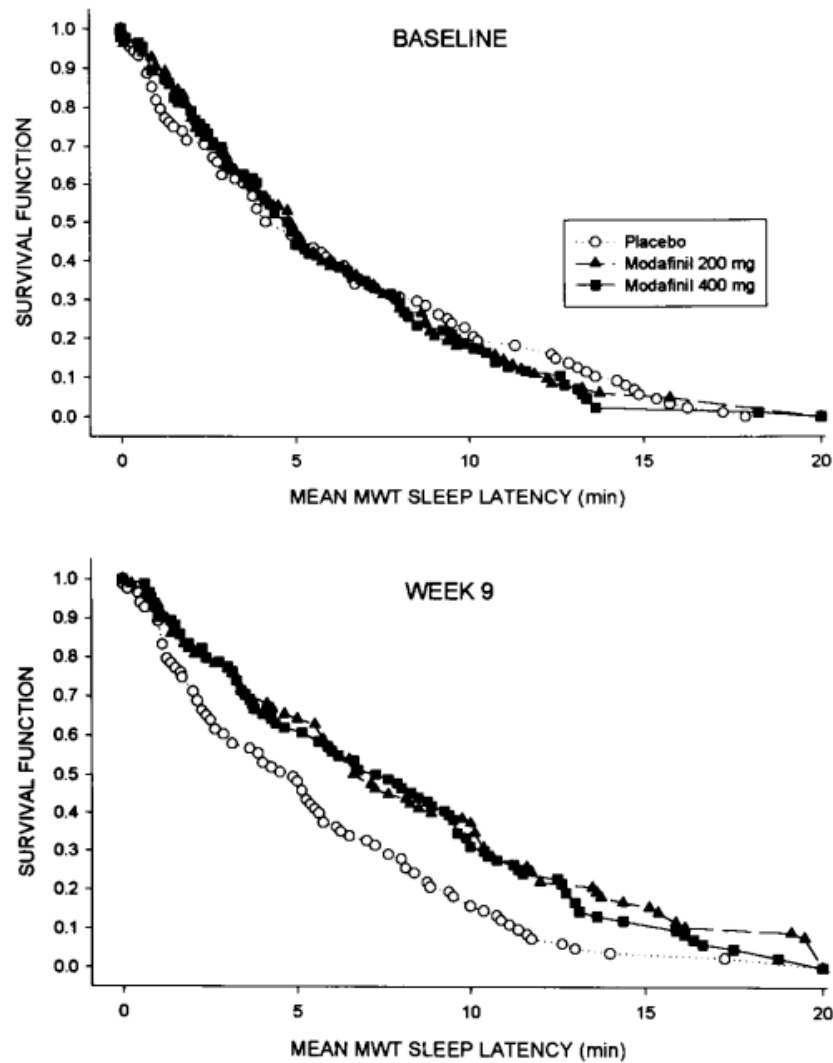 BASELINE
1.0
0.9
0.8
0.7
0.6
0.5
0.4
0.3
0.2
0.1
0.0
SURVIVAL FUNCTION
Placebo
Modafinil 200 mg
Modafinil 400 mg
0 5 10 15 20
MEAN MWT SLEEP LATENCY (min)
WEEK 9
1.0
0.9
0.8
0.7
0.6
0.5
0.4
0.3
0.2
0.1
0.0
SURVIVAL FUNCTION
0 5 10 15 20
MEAN MWT SLEEP LATENCY (min)